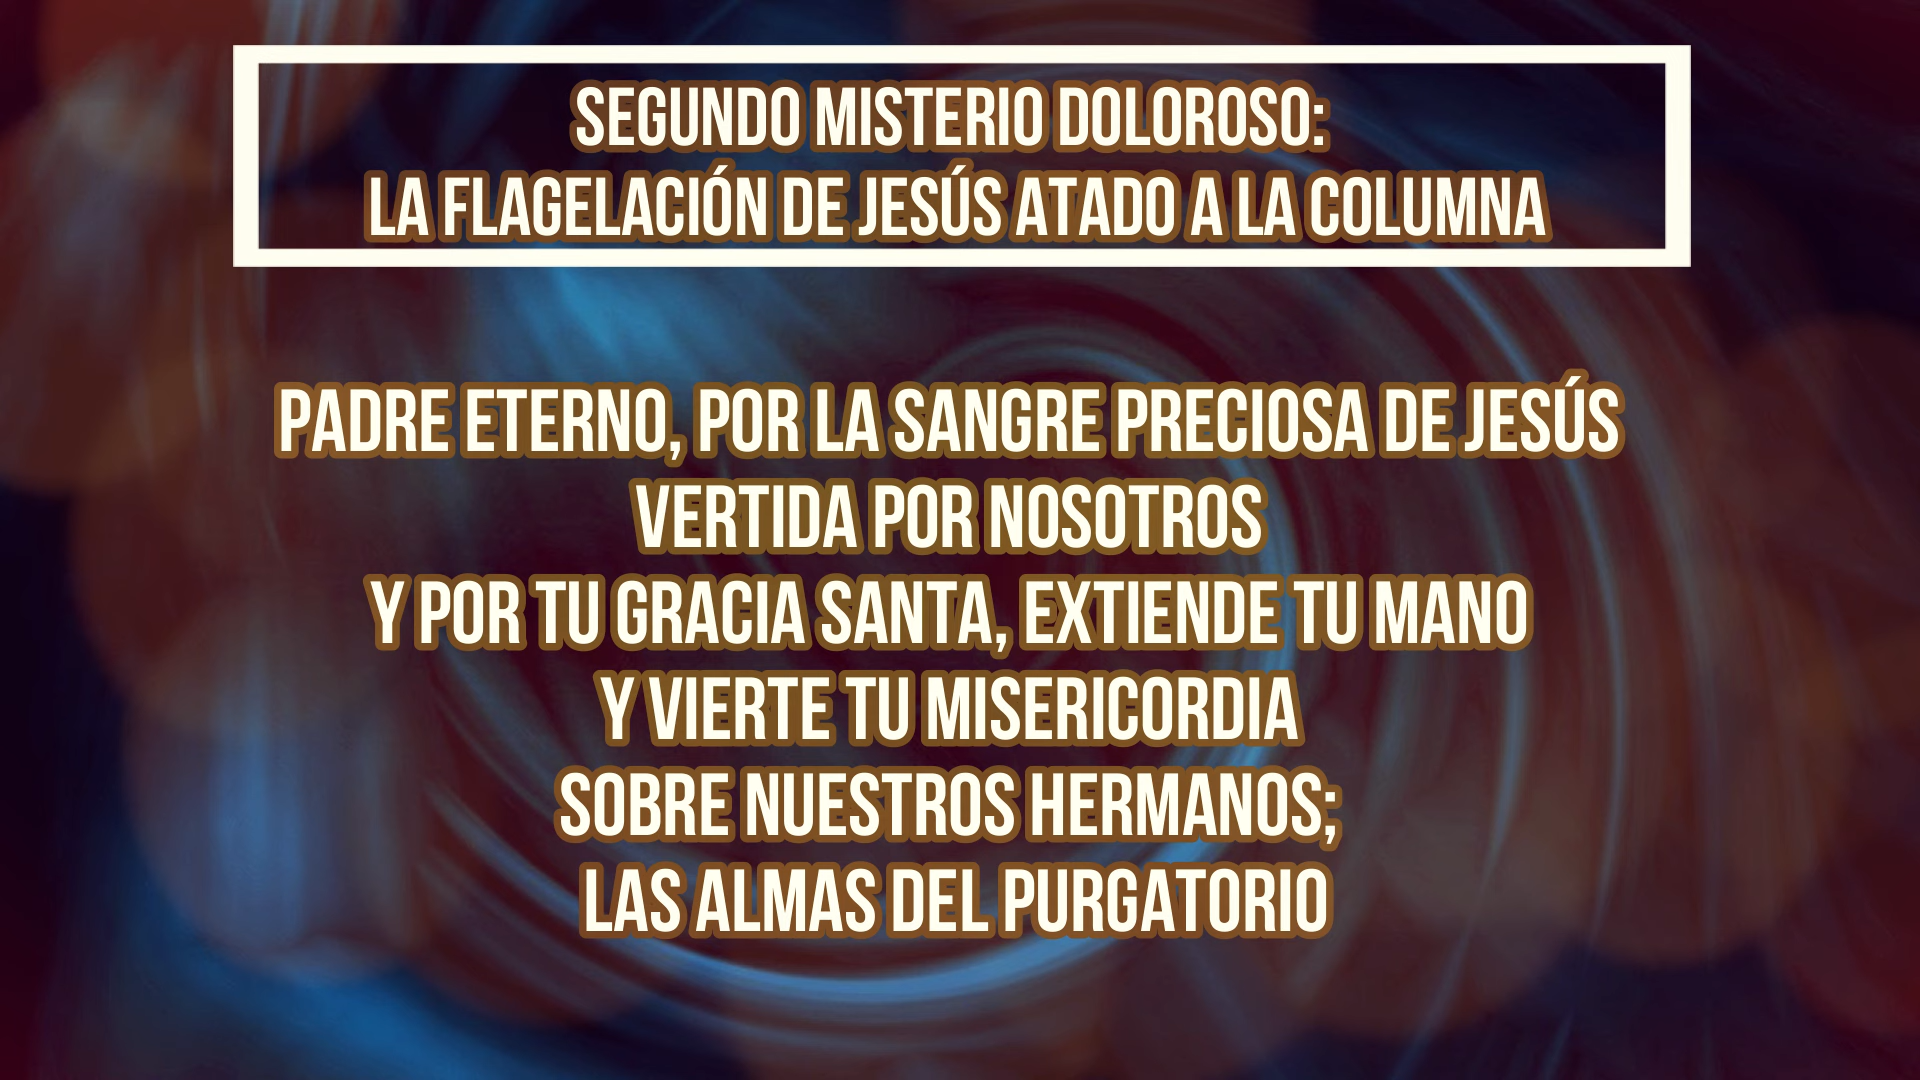 SEGUNDO MISTERIO DOLOROSO:
LA FLAGELACIÓN DE JESÚS ATADO A LA COLUMNA
PADRE ETERNO, POR LA SANGRE PRECIOSA DE JESÚS
VERTIDA POR NOSOTROS
Y POR TU GRACIA SANTA, EXTIENDE TU MANO
Y VIERTE TU MISERICORDIA
SOBRE NUESTROS HERMANOS;
LAS ALMAS DEL PURGATORIO